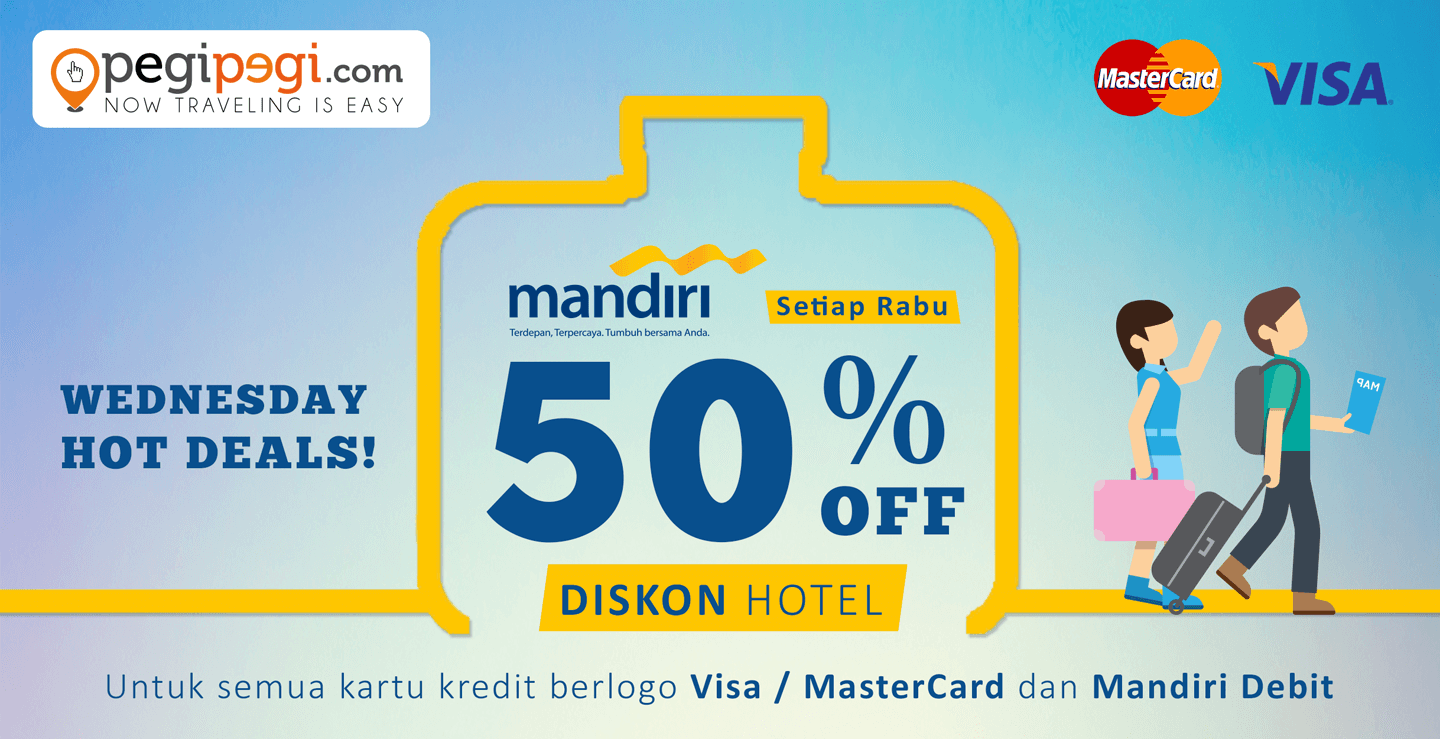 pegipegi.com
NOW TRAVELING IS EASY
MasterCard
VISA
mandırı
Terdepan, Terpercaya. Tumbuh bersama Anda.
Setiap Rabu
WEDNESDAY
HOT DEALS!
50%
OFF
MAP
DISKON HOTEL
Untuk semua kartu kredit berlogo Visa / MasterCard dan Mandiri Debit